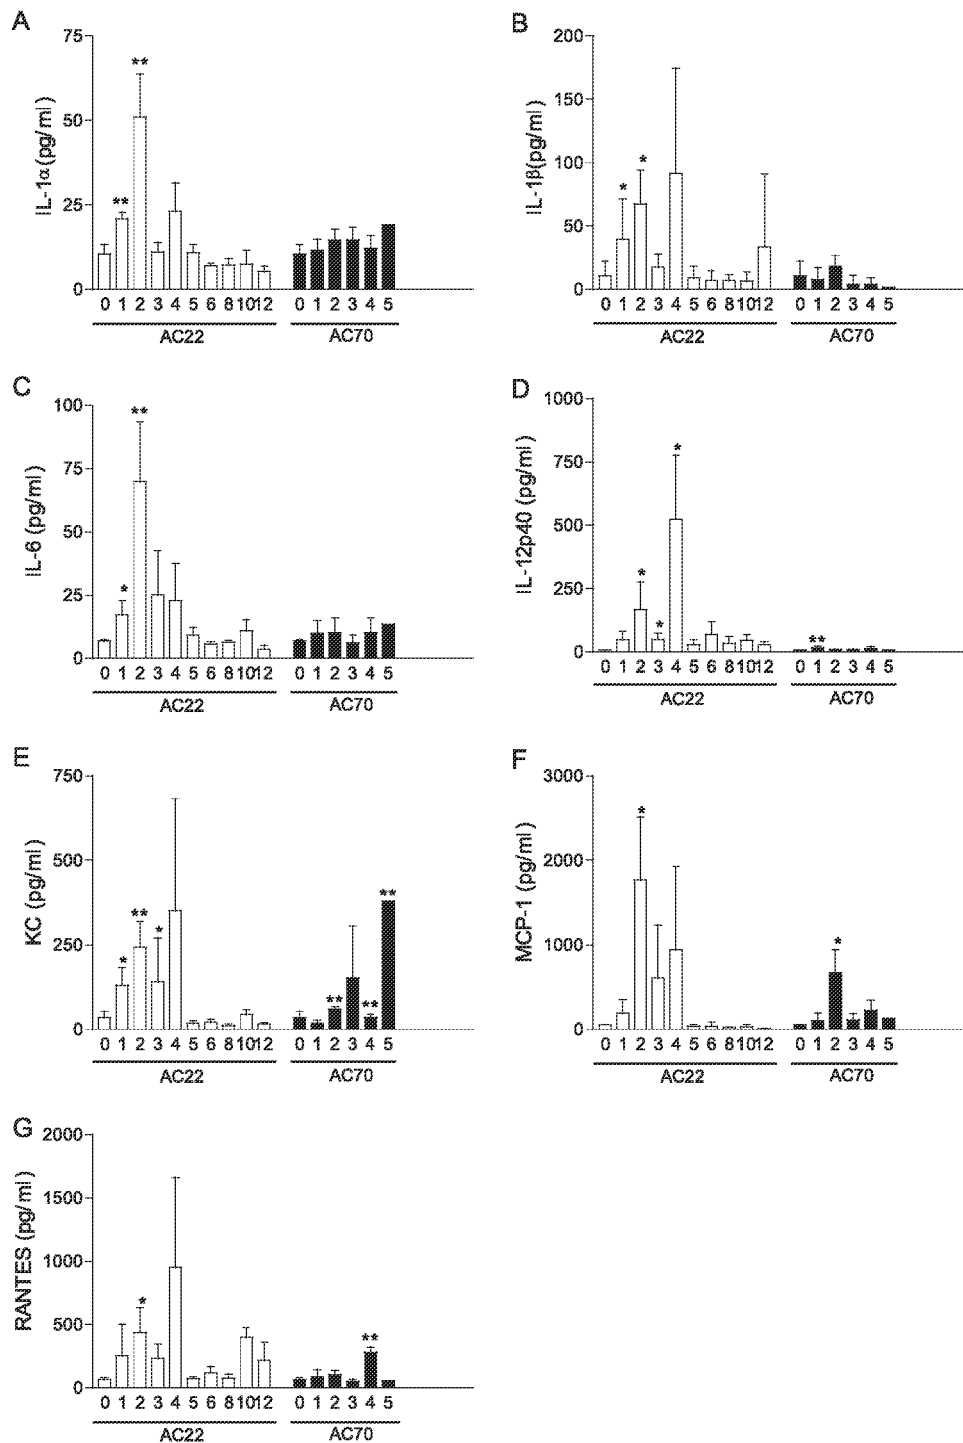 A
B
75
50
25
0
IL-1α(pg/ml)
**
**
0 1 2 3 4 5 6 8 10 12
0 1 2 3 4 5
AC22
AC70
200
150
100
50
0
IL-1β(pg/ml)
*
*
0 1 2 3 4 5 6 8 10 12
0 1 2 3 4 5
AC22
AC70
C
D
100
75
50
25
0
IL-6 (pg/ml)
*
**
0 1 2 3 4 5 6 8 10 12
0 1 2 3 4 5
AC22
AC70
1000
750
500
250
0
IL-12p40 (pg/ml)
*
*
*
**
0 1 2 3 4 5 6 8 10 12
0 1 2 3 4 5
AC22
AC70
E
F
750
500
250
0
KC (pg/ml)
*
**
*
**
**
**
0 1 2 3 4 5 6 8 10 12
0 1 2 3 4 5
AC22
AC70
3000
2000
1000
0
MCP-1 (pg/ml)
*
*
0 1 2 3 4 5 6 8 10 12
0 1 2 3 4 5
AC22
AC70
G
2000
1500
1000
500
0
RANTES (pg/ml)
*
**
0 1 2 3 4 5 6 8 10 12
0 1 2 3 4 5
AC22
AC70